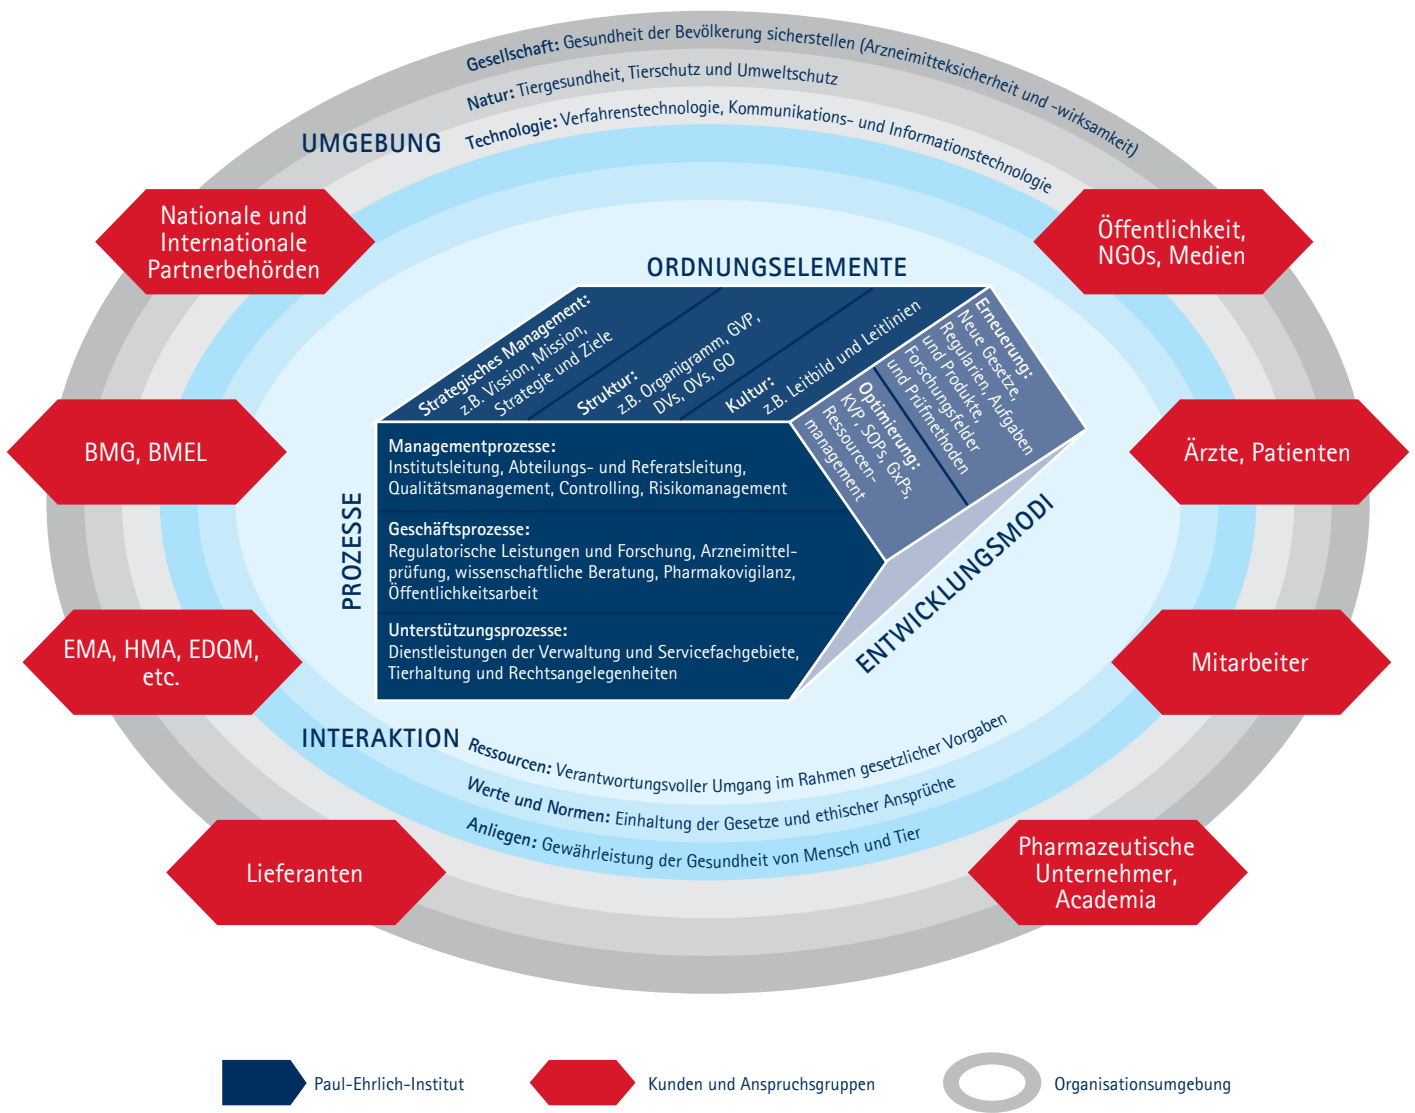 Gesellschaft: Gesundheit der Bevölkerung sicherstellen (Arzneimitteksicherheit und -wirksamkeit)
Natur: Tiergesundheit, Tierschutz und Umweltschutz
Technologie: Verfahrenstechnologie, Kommunikations- und Informationstechnologie
UMGEBUNG
Nationale und
Internationale
Partnerbehörden
Öffentlichkeit,
NGOs, Medien
BMG, BMEL
Ärzte, Patienten
EMA, HMA, EDQM,
etc.
Mitarbeiter
Lieferanten
Pharmazeutische
Unternehmer,
Academia
ORDNUNGSELEMENTE
Strategisches Management:
z.B. Vission, Mission,
Strategie und Ziele
Struktur:
z.B. Organigramm, GVP,
DVs, OVs, GO
Kultur:
z.B. Leitbild und Leitlinien
Erneuerung:
Neue Gesetze,
Regularien, Aufgaben
und Produkte,
Forschungsfelder
und Prüfmethoden
Optimierung:
KVP, SOPs, GxPs,
Ressourcen-
management
ENTWICKLUNGSMODI
PROZESSE
Managementprozesse:
Institutsleitung, Abteilungs- und Referatsleitung,
Qualitätsmanagement, Controlling, Risikomanagement
Geschäftsprozesse:
Regulatorische Leistungen und Forschung, Arzneimittel-
prüfung, wissenschaftliche Beratung, Pharmakovigilanz,
Öffentlichkeitsarbeit
Unterstützungsprozesse:
Dienstleistungen der Verwaltung und Servicefachgebiete,
Tierhaltung und Rechtsangelegenheiten
INTERAKTION
Ressourcen: Verantwortungsvoller Umgang im Rahmen gesetzlicher Vorgaben
Werte und Normen: Einhaltung der Gesetze und ethischer Ansprüche
Anliegen: Gewährleistung der Gesundheit von Mensch und Tier
Paul-Ehrlich-Institut
Kunden und Anspruchsgruppen
Organisationsumgebung